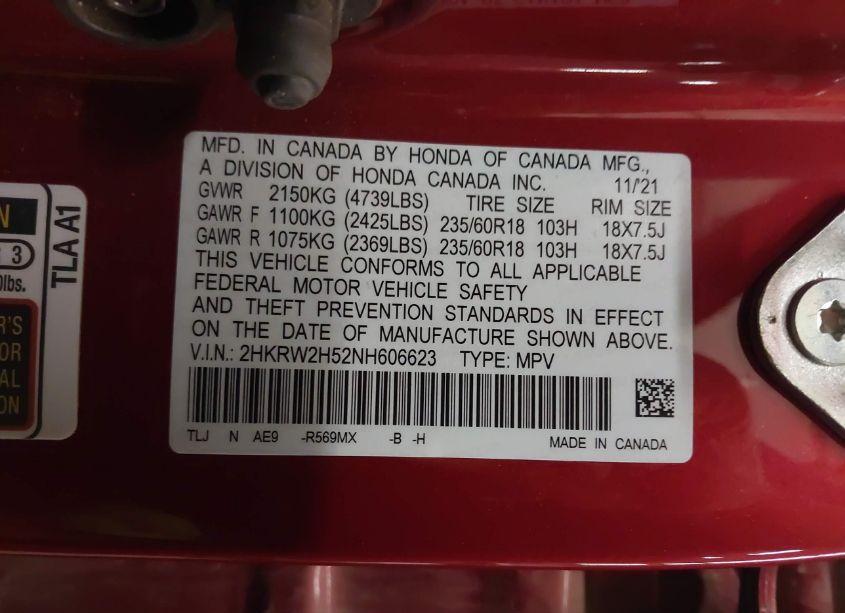 MFD. IN CANADA BY HONDA OF CANADA MFG.,
A DIVISION OF HONDA CANADA INC. 11/'21
GVWR 2150KG (4739LBS) TIRE SIZE RIM SIZE
GAWR F 1100KG (2425LBS) 235/60R18 103H 18X7.5J
GAWR R 1075KG (2369LBS) 235/60R18 103H 18X7.5J
THIS VEHICLE CONFORMS TO ALL APPLICABLE
FEDERAL MOTOR VEHICLE SAFETY
AND THEFT PREVENTION STANDARDS IN EFFECT
ON THE DATE OF MANUFACTURE SHOWN ABOVE.
V.I.N.: 2HKRW2H52NH606623 TYPE: MPV
TLJ N AE9 -R569MX -B -H MADE IN CANADA
TLA A1
3
lbs.